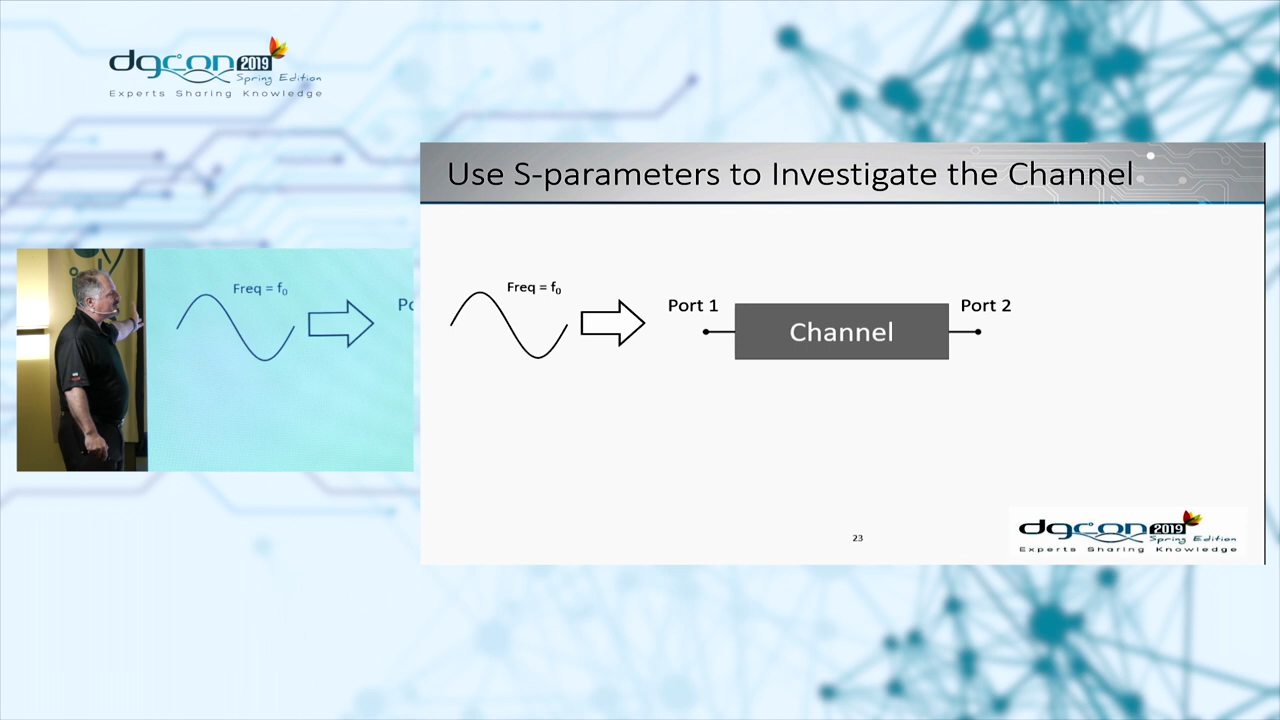 dgcon 2019
Spring Edition
Experts Sharing Knowledge
Use S-parameters to Investigate the Channel
Freq = f₀
Po
Freq = f₀
Port 1
Channel
Port 2
23
dgcon 2019
Spring Edition
Experts Sharing Knowledge